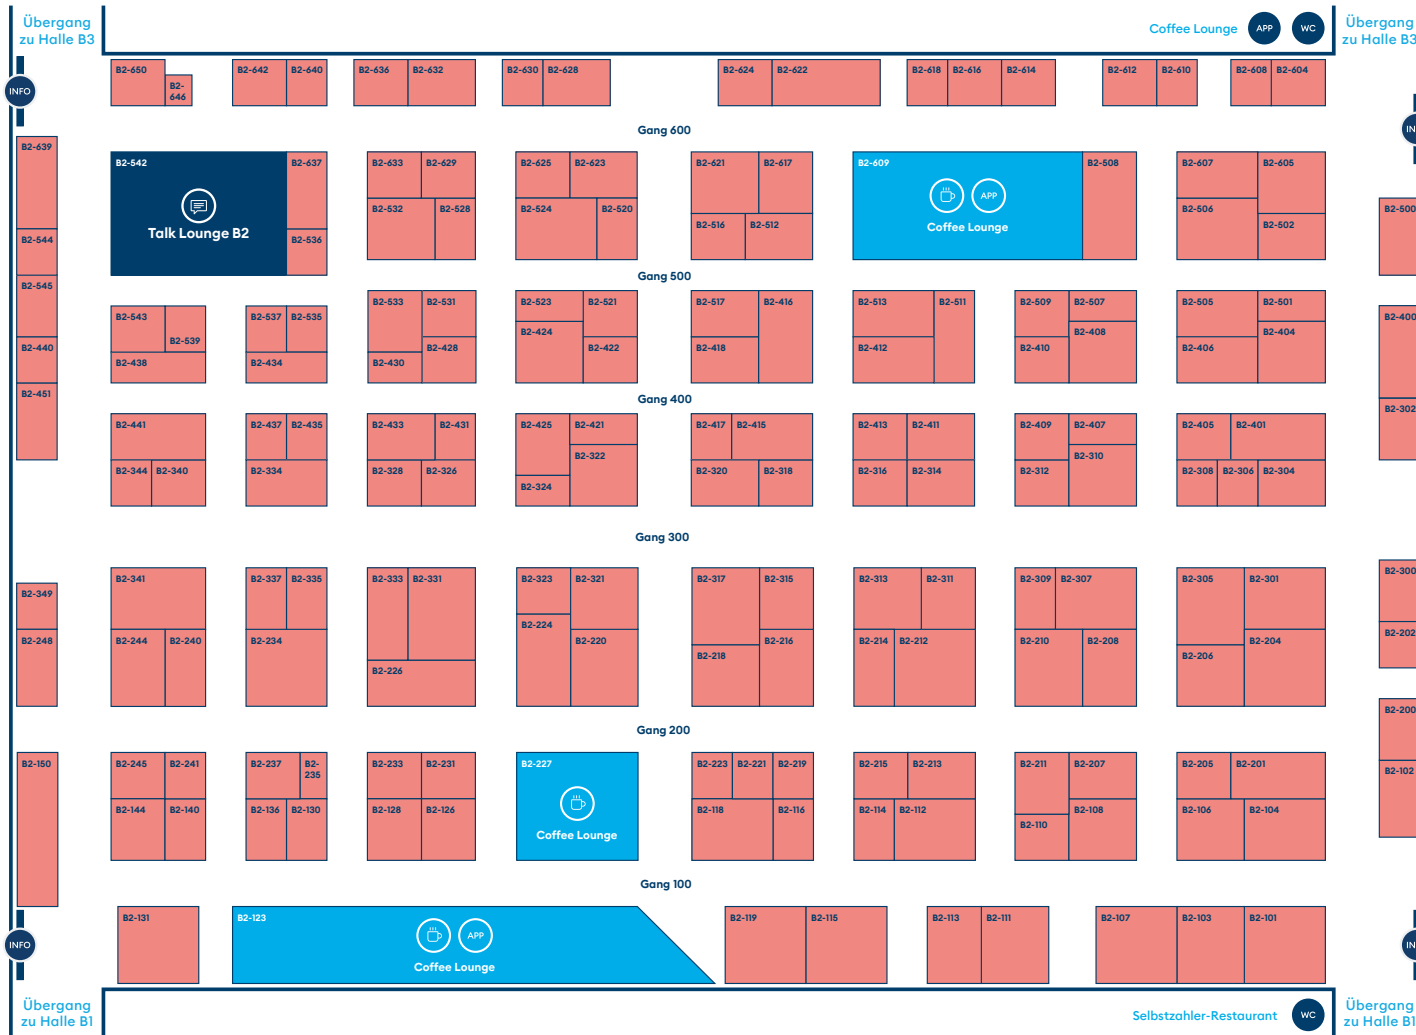 Übergang
zu Halle B3
Coffee Lounge
APP
WC
Übergang
zu Halle B3
INFO
B2-650
B2-
646
B2-642
B2-640
B2-636
B2-632
B2-630
B2-628
B2-624
B2-622
B2-618
B2-616
B2-614
B2-612
B2-610
B2-608
B2-604
IN
Gang 600
B2-639
B2-544
B2-545
B2-440
B2-451
B2-542
Talk Lounge B2
B2-637
B2-536
B2-633
B2-629
B2-532
B2-528
B2-625
B2-623
B2-524
B2-520
B2-621
B2-617
B2-516
B2-512
B2-609
APP
Coffee Lounge
B2-508
B2-607
B2-605
B2-506
B2-502
B2-500
Gang 500
B2-543
B2-539
B2-438
B2-537
B2-535
B2-434
B2-533
B2-531
B2-428
B2-430
B2-523
B2-521
B2-424
B2-422
B2-517
B2-416
B2-418
B2-513
B2-511
B2-412
B2-509
B2-507
B2-408
B2-410
B2-505
B2-501
B2-404
B2-406
B2-400
B2-302
Gang 400
B2-441
B2-344
B2-340
B2-437
B2-435
B2-334
B2-433
B2-431
B2-328
B2-326
B2-425
B2-421
B2-322
B2-324
B2-417
B2-415
B2-320
B2-318
B2-413
B2-411
B2-316
B2-314
B2-409
B2-407
B2-310
B2-312
B2-405
B2-401
B2-308
B2-306
B2-304
Gang 300
B2-349
B2-248
B2-341
B2-244
B2-240
B2-337
B2-335
B2-234
B2-333
B2-331
B2-226
B2-323
B2-321
B2-224
B2-220
B2-317
B2-315
B2-216
B2-218
B2-313
B2-311
B2-214
B2-212
B2-309
B2-307
B2-210
B2-208
B2-305
B2-301
B2-204
B2-206
B2-300
B2-202
B2-200
B2-102
Gang 200
B2-150
B2-245
B2-241
B2-144
B2-140
B2-237
B2-
235
B2-136
B2-130
B2-233
B2-231
B2-128
B2-126
B2-227
Coffee Lounge
B2-223
B2-221
B2-219
B2-118
B2-116
B2-215
B2-213
B2-114
B2-112
B2-211
B2-207
B2-108
B2-110
B2-205
B2-201
B2-106
B2-104
Gang 100
B2-131
B2-123
APP
Coffee Lounge
B2-119
B2-115
B2-113
B2-111
B2-107
B2-103
B2-101
INFO
IN
Übergang
zu Halle B1
Selbstzahler-Restaurant
WC
Übergang
zu Halle B1